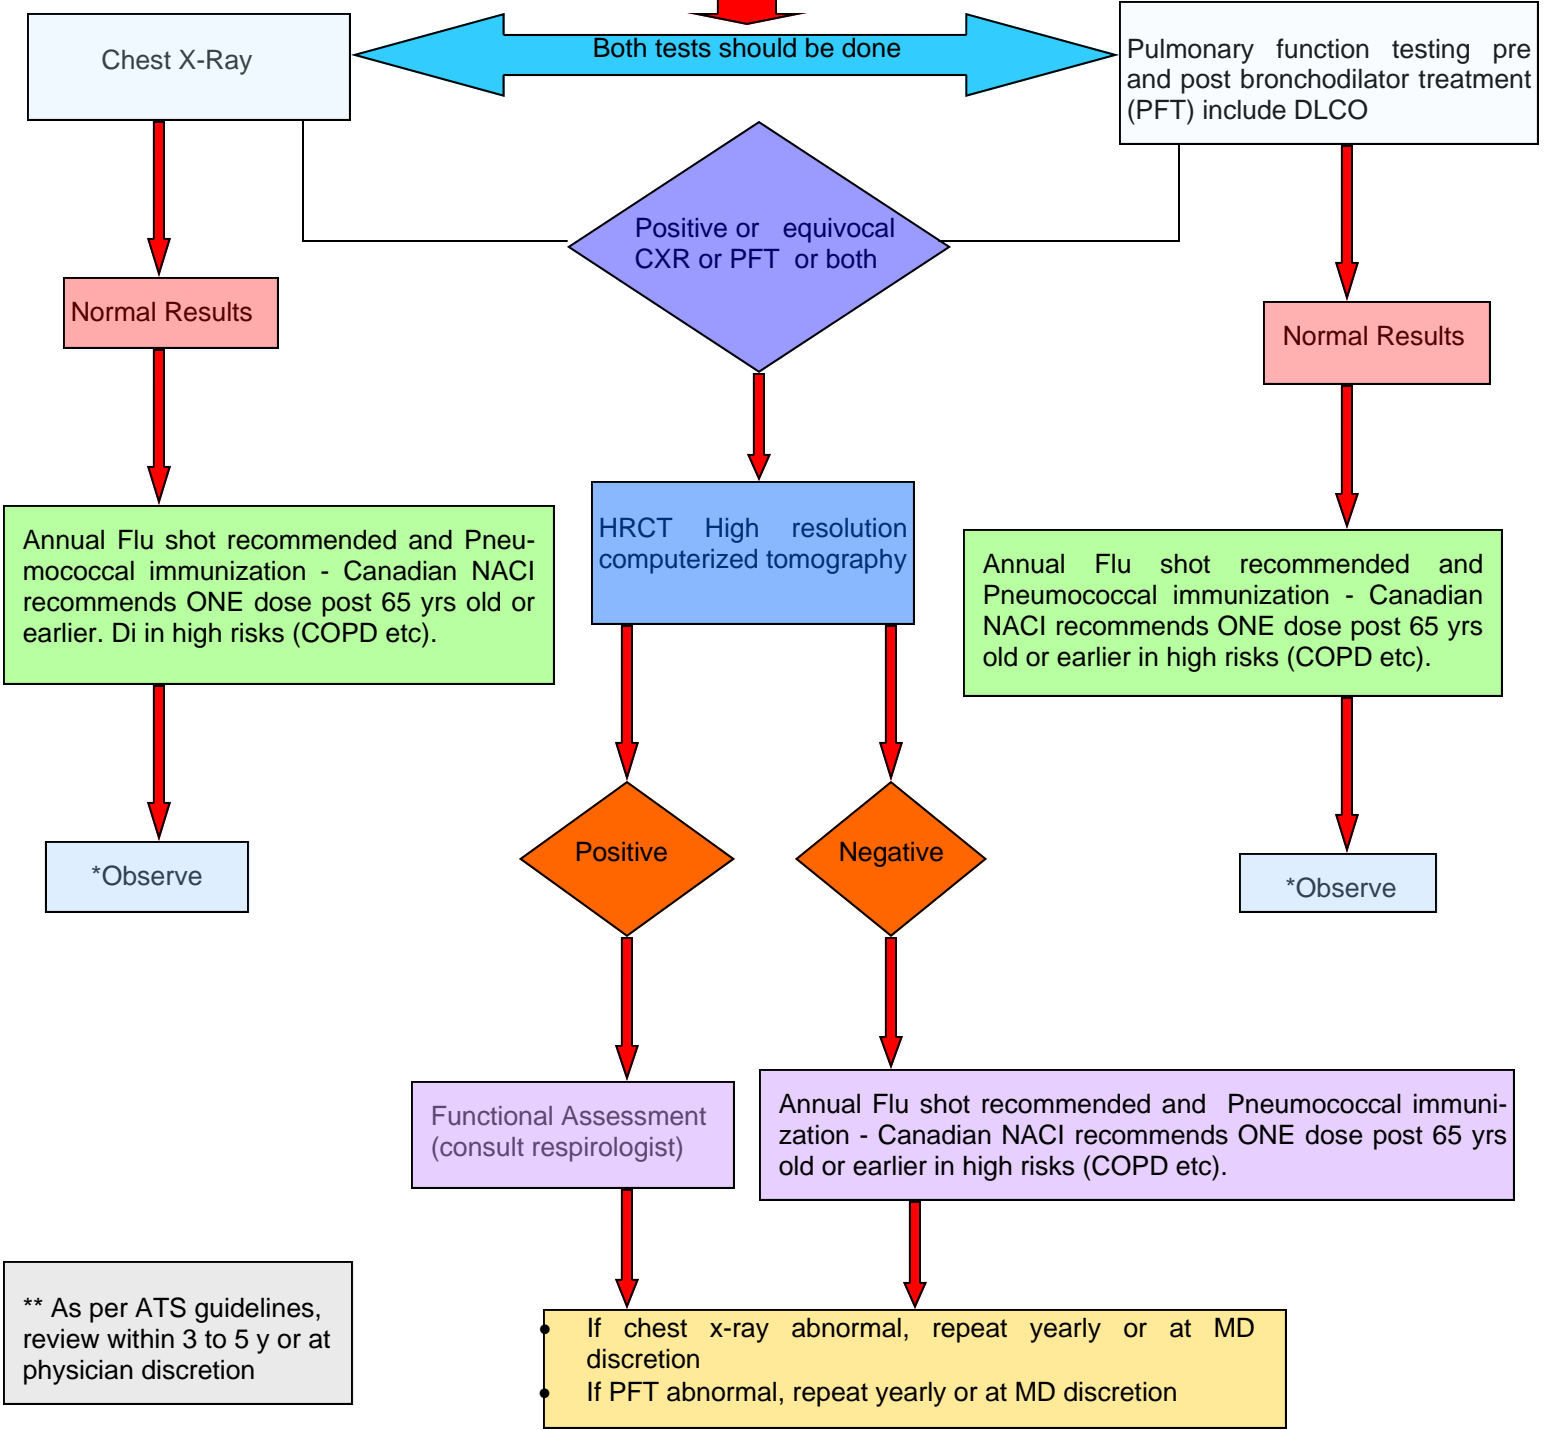 Chest X-Ray
Both tests should be done
Pulmonary function testing pre
and post bronchodilator treatment
(PFT) include DLCO
Positive or equivocal
CXR or PFT or both
Normal Results
Normal Results
Annual Flu shot recommended and Pneu-
mococcal immunization - Canadian NACI
recommends ONE dose post 65 yrs old or
earlier. Di in high risks (COPD etc).
HRCT High resolution
computerized tomography
Annual Flu shot recommended and
Pneumococcal immunization - Canadian
NACI recommends ONE dose post 65 yrs
old or earlier in high risks (COPD etc).
*Observe
Positive
Negative
*Observe
Functional Assessment
(consult respirologist)
Annual Flu shot recommended and Pneumococcal immuni-
zation - Canadian NACI recommends ONE dose post 65 yrs
old or earlier in high risks (COPD etc).
** As per ATS guidelines,
review within 3 to 5 y or at
physician discretion
• If chest x-ray abnormal, repeat yearly or at MD
discretion
• If PFT abnormal, repeat yearly or at MD discretion